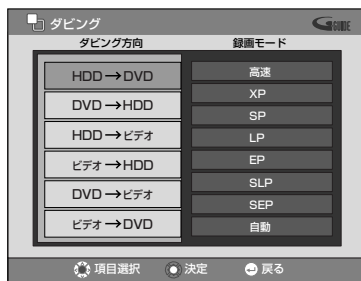 ダビング
GGUIDE
ダビング方向 録画モード
HDD→DVD
DVD→HDD
HDD→ビデオ
ビデオ→HDD
DVD→ビデオ
ビデオ→DVD
高速
XP
SP
LP
EP
SLP
SEP
自動
項目選択 決定 戻る